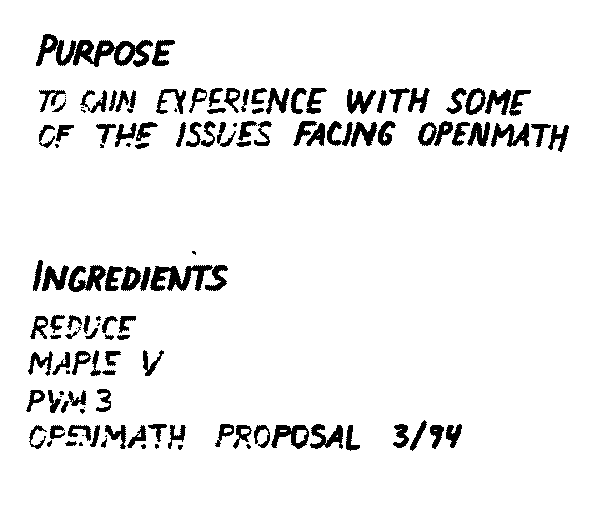 PURPOSE
TO GAIN EXPERIENCE WITH SOME
OF THE ISSUES FACING OPENMATH
INGREDIENTS
REDUCE
MAPLE V
PVM 3
OPENMATH PROPOSAL 3/94